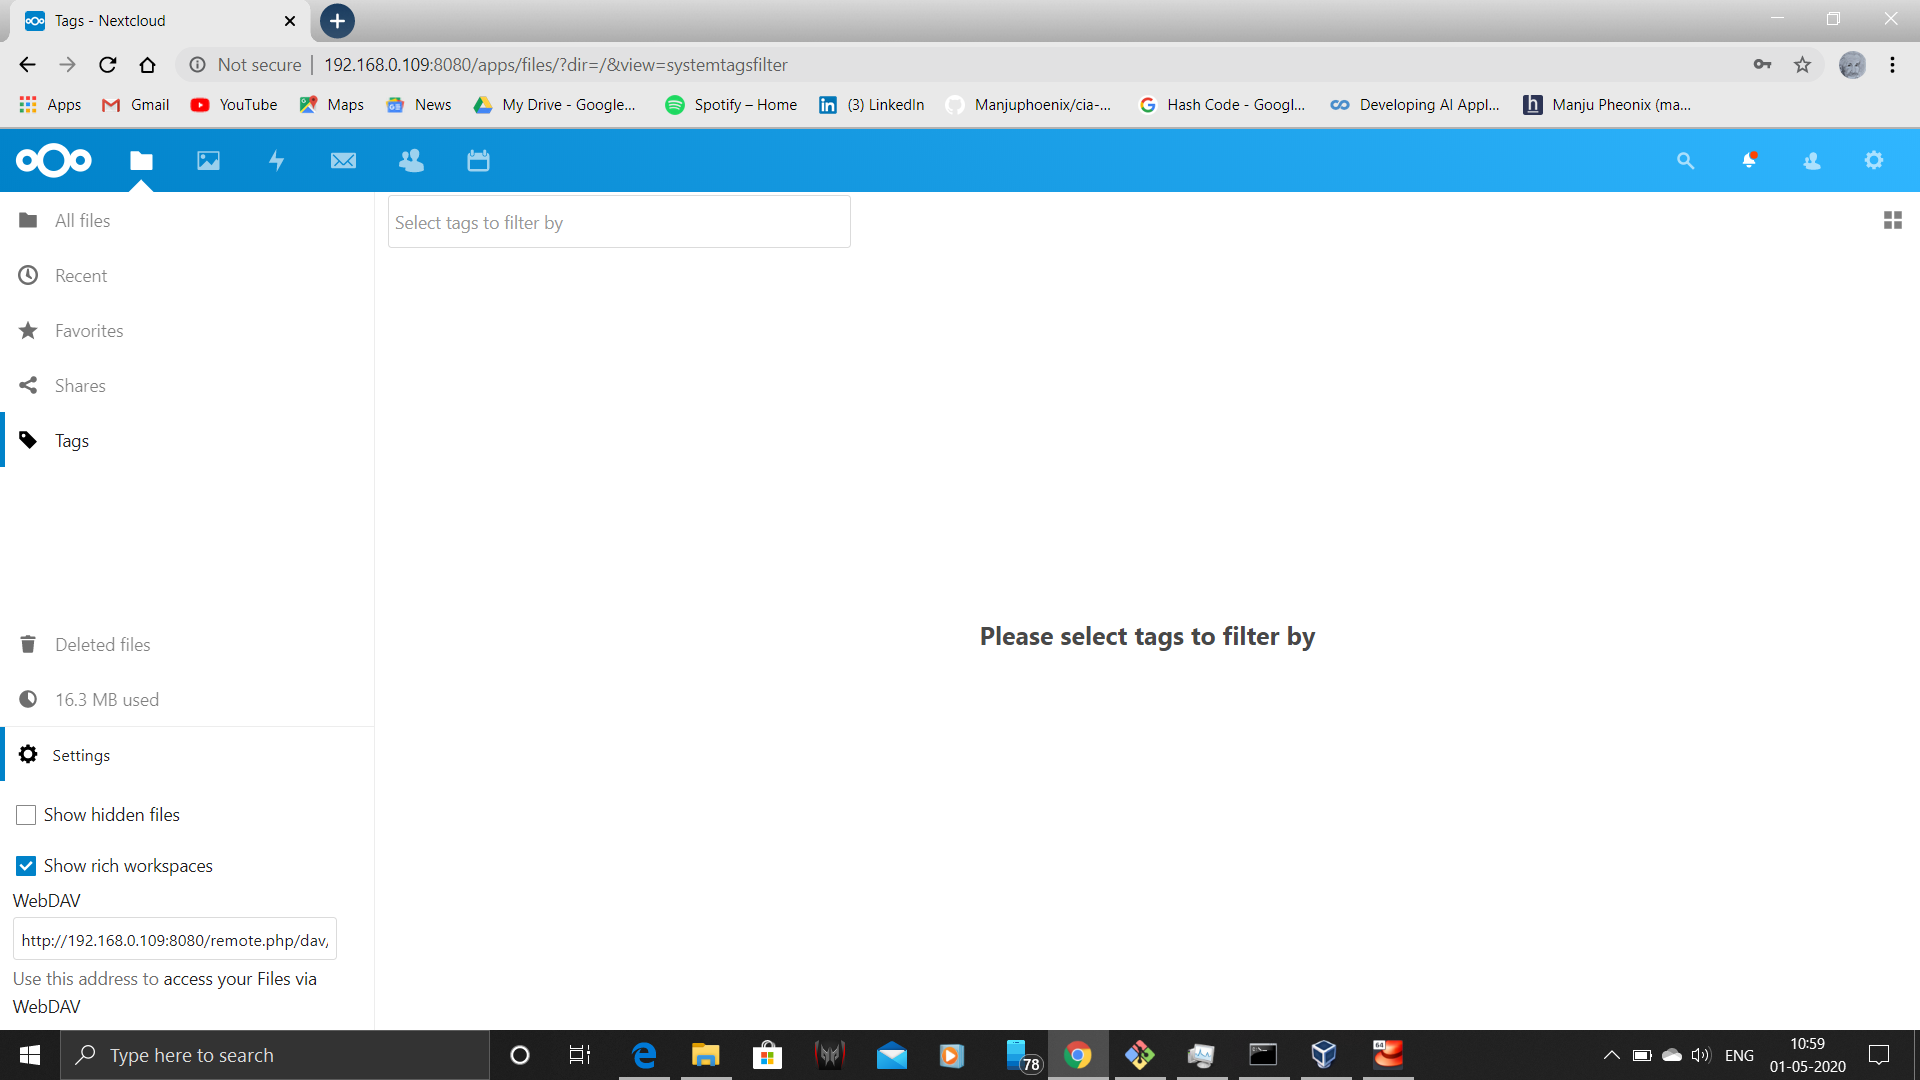 Tags - Nextcloud
Not secure | 192.168.0.109:8080/apps/files/?dir=/&view=systemtagsfilter
Apps Gmail YouTube Maps News My Drive - Google... Spotify – Home (3) LinkedIn Manjuphoenix/cia-... Hash Code - Googl... Developing AI Appl... Manju Pheonix (ma...
All files
Select tags to filter by
Recent
Favorites
Shares
Tags
Please select tags to filter by
Deleted files
16.3 MB used
Settings
Show hidden files
Show rich workspaces
WebDAV
http://192.168.0.109:8080/remote.php/dav/
Use this address to access your Files via
WebDAV
Type here to search
78
64
ENG
10:59
01-05-2020